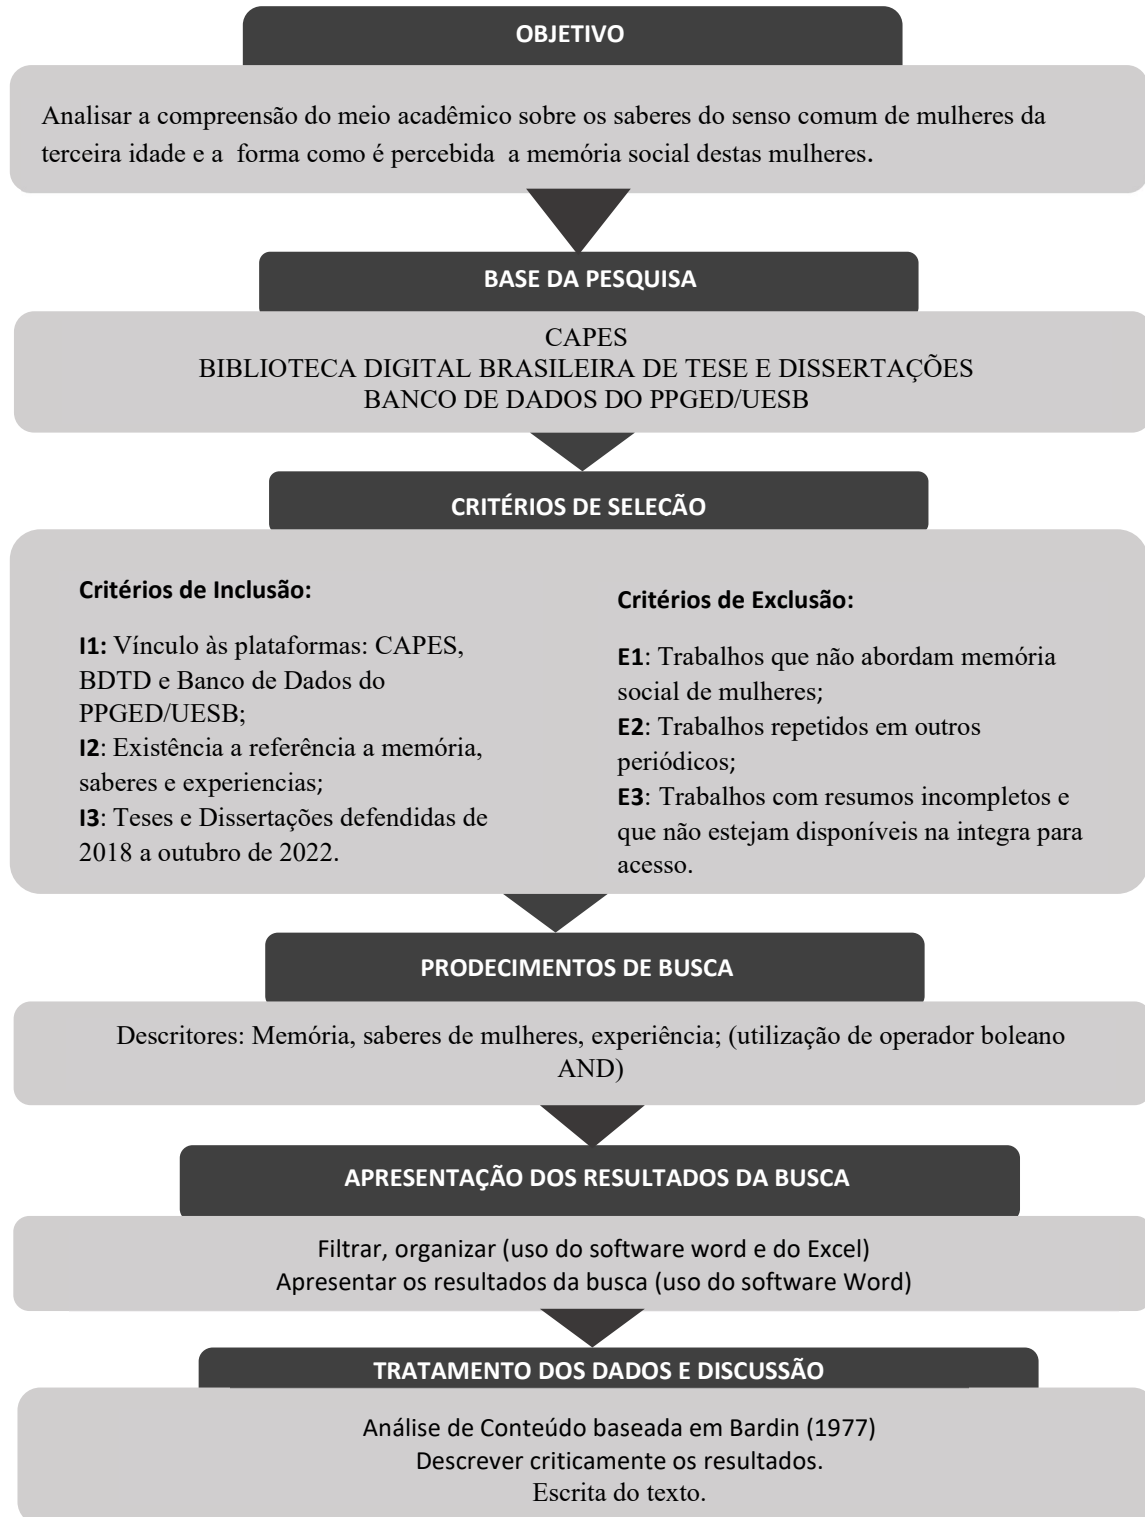 OBJETIVO
Analisar a compreensão do meio acadêmico sobre os saberes do senso comum de mulheres da
terceira idade e a forma como é percebida a memória social destas mulheres.
BASE DA PESQUISA
CAPES
BIBLIOTECA DIGITAL BRASILEIRA DE TESE E DISSERTAÇÕES
BANCO DE DADOS DO PPGED/UESB
CRITÉRIOS DE SELECÃO
Critérios de Inclusão:
I1: Vínculo às plataformas: CAPES,
BDTD e Banco de Dados do
PPGED/UESB;
I2: Existência a referência a memória,
saberes e experiencias;
I3: Teses e Dissertações defendidas de
2018 a outubro de 2022.
Critérios de Exclusão:
E1: Trabalhos que não abordam memória
social de mulheres;
E2: Trabalhos repetidos em outros
periódicos;
E3: Trabalhos com resumos incompletos e
que não estejam disponíveis na integra para
acesso.
PRODECIMENTOS DE BUSCA
Descritores: Memória, saberes de mulheres, experiência; (utilização de operador boleano
AND)
APRESENTAÇÃO DOS RESULTADOS DA BUSCA
Filtrar, organizar (uso do software word e do Excel)
Apresentar os resultados da busca (uso do software Word)
TRATAMENTO DOS DADOS E DISCUSSÃO
Análise de Conteúdo baseada em Bardin (1977)
Descrever criticamente os resultados.
Escrita do texto.